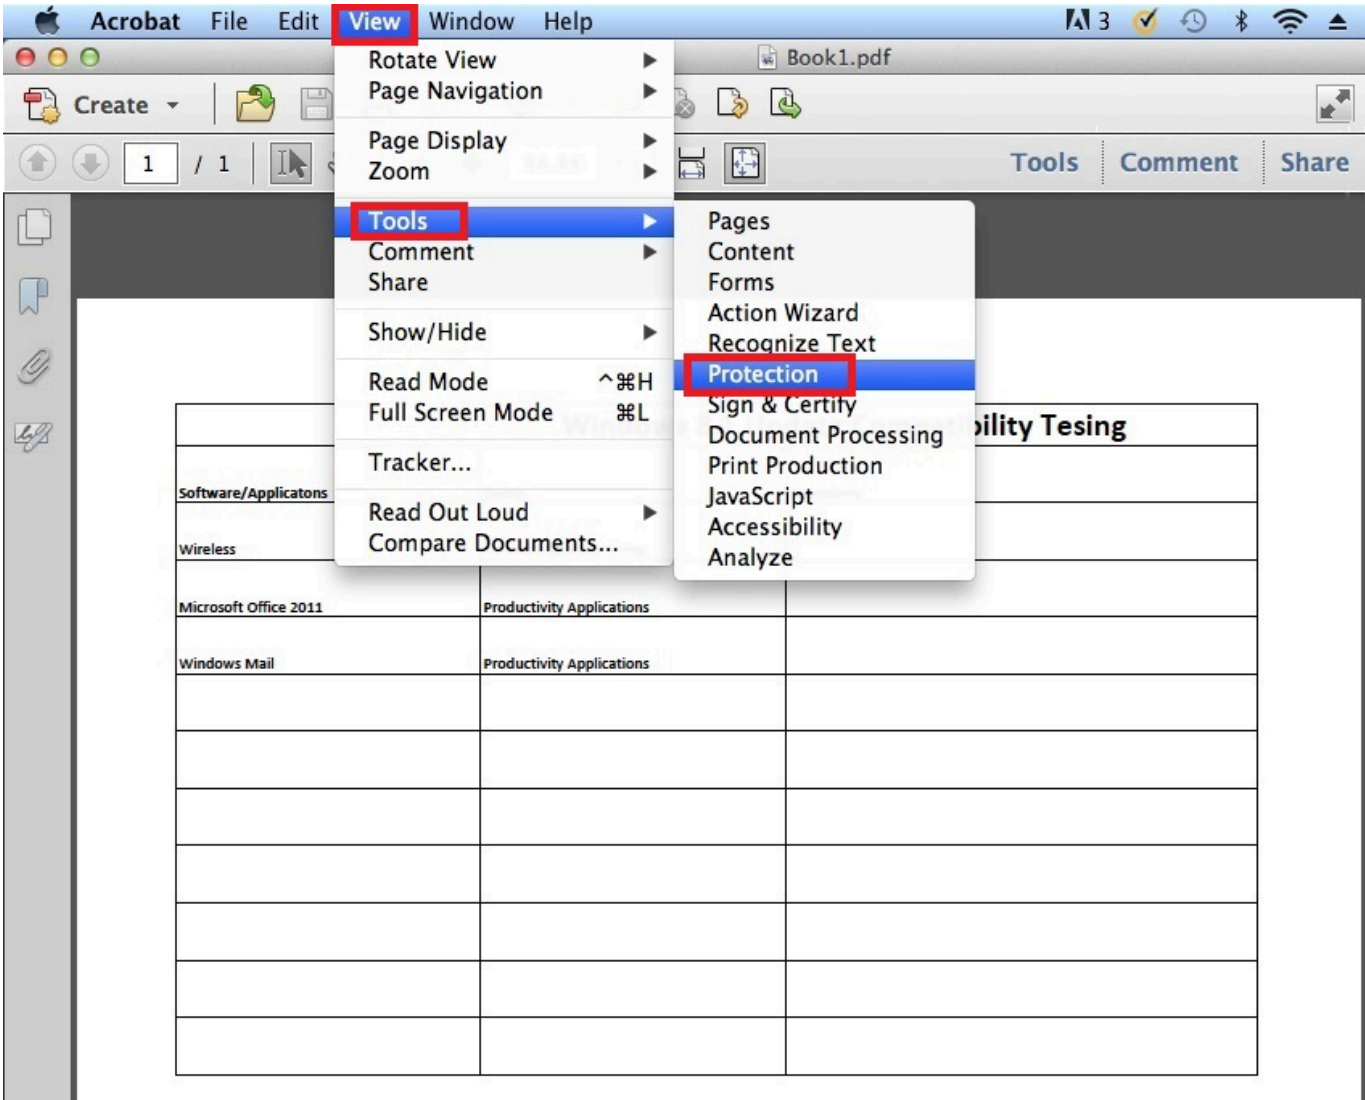 Acrobat File Edit View Window Help 3
Book1.pdf
Create
1 / 1 Tools Comment Share
Rotate View
Page Navigation
Page Display
Zoom
Tools
Comment
Share
Show/Hide
Read Mode ^⌘H
Full Screen Mode ⌘L
Tracker...
Read Out Loud
Compare Documents...
Pages
Content
Forms
Action Wizard
Recognize Text
Protection
Sign & Certify
Document Processing
Print Production
JavaScript
Accessibility
Analyze
bility Tesing
Software/Applicatons
Wireless
Microsoft Office 2011 Productivity Applications
Windows Mail Productivity Applications